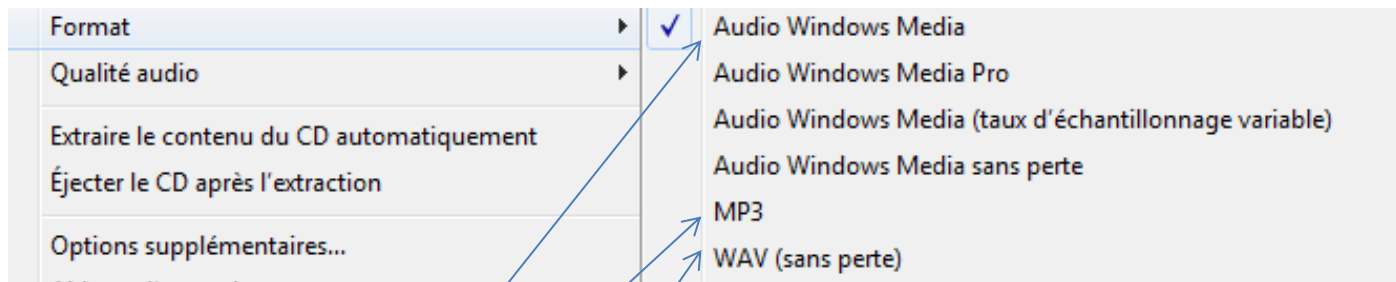 Format
Qualité audio
Extraire le contenu du CD automatiquement
Éjecter le CD après l'extraction
Options supplémentaires...
Audio Windows Media
Audio Windows Media Pro
Audio Windows Media (taux d'échantillonnage variable)
Audio Windows Media sans perte
MP3
WAV (sans perte)